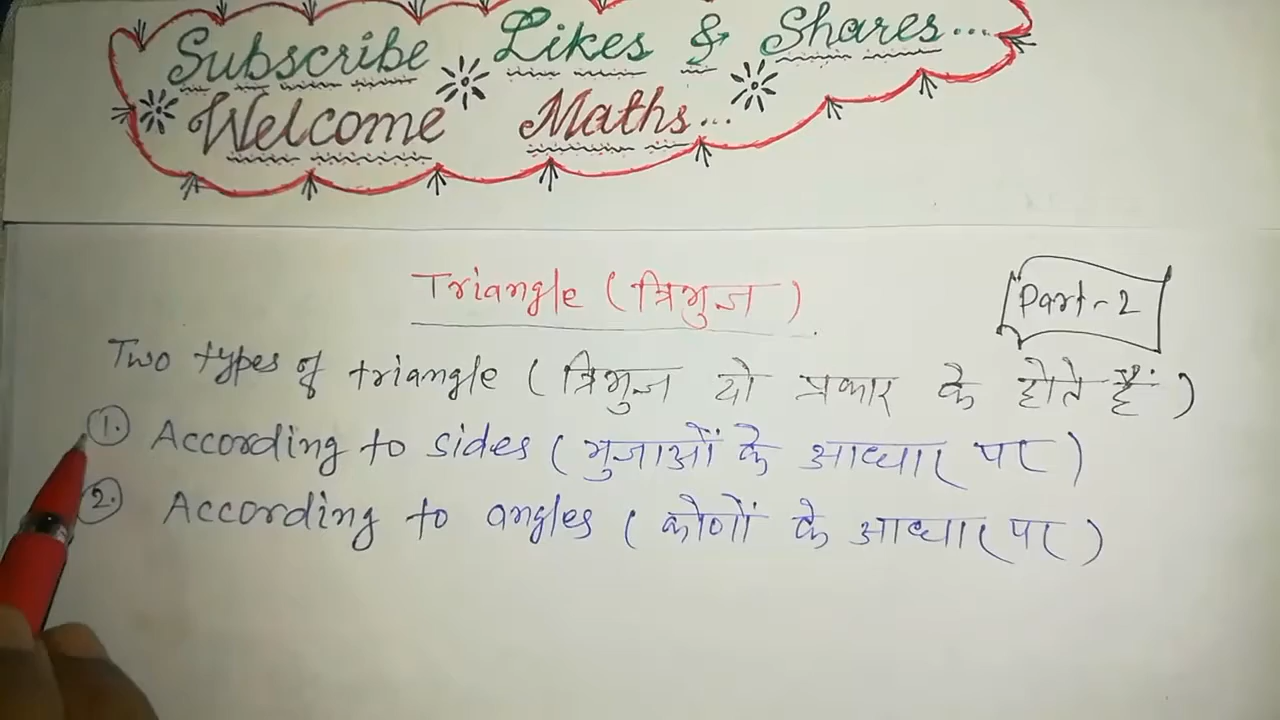 Subscribe Likes & Shares...
Welcome Maths...
Triangle (त्रिभुज).
Part-2
Two types of triangle (त्रिभुज दो प्रकार के होते हैं)
1. According to sides (भुजाओं के आधार पर)
2. According to angles (कोणों के आधार पर)